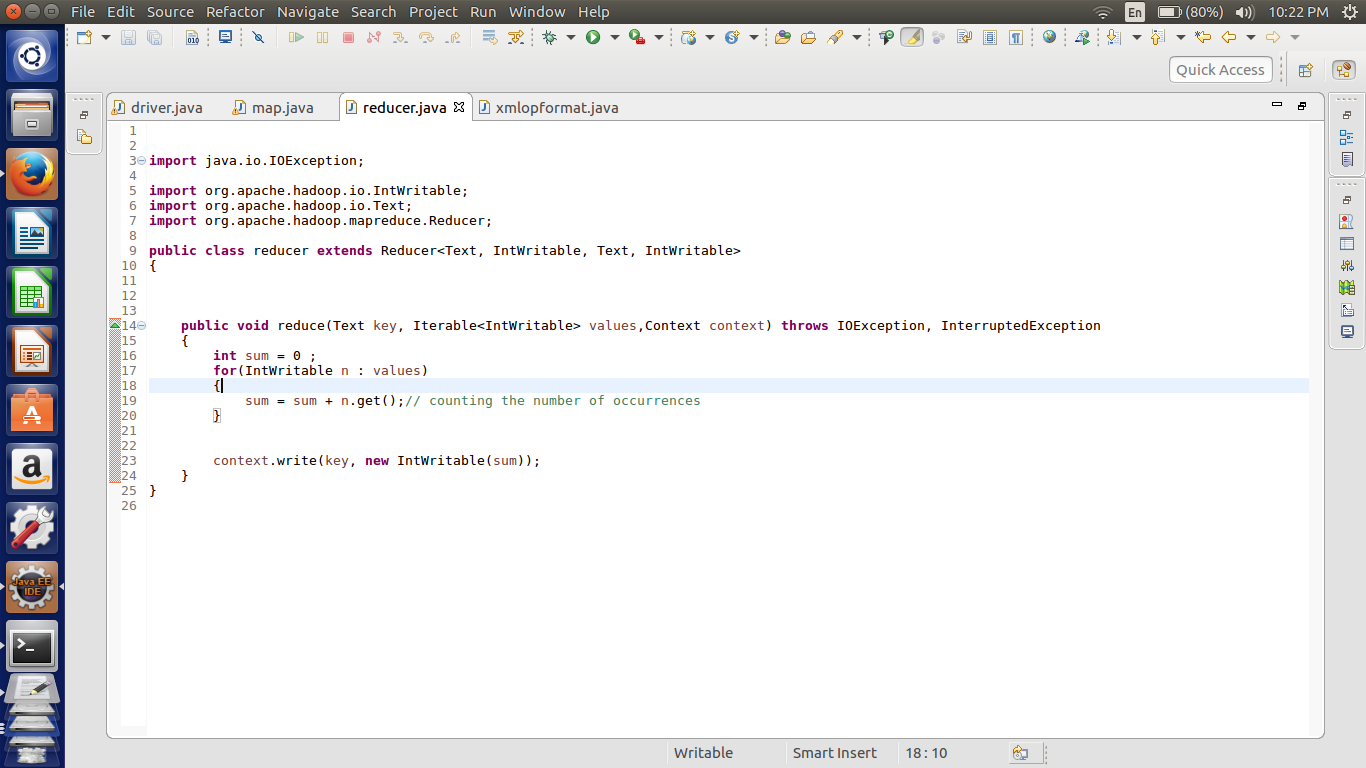 File Edit Source Refactor Navigate Search Project Run Window Help
En
(80%)
10:22 PM
010
Quick Access
driver.java
map.java
reducer.java
xmlopformat.java
1
2
3 import java.io.IOException;
4
5 import org.apache.hadoop.io.IntWritable;
6 import org.apache.hadoop.io.Text;
7 import org.apache.hadoop.mapreduce.Reducer;
8
9 public class reducer extends Reducer<Text, IntWritable, Text, IntWritable>
10 {
11
12
13
14 public void reduce(Text key, Iterable<IntWritable> values,Context context) throws IOException, InterruptedException
15 {
16 int sum = 0 ;
17 for(IntWritable n : values)
18 {
19 sum = sum + n.get();// counting the number of occurrences
20 }
21
22
23 context.write(key, new IntWritable(sum));
24 }
25 }
26
Java EE
IDE
Writable
Smart Insert
18 : 10